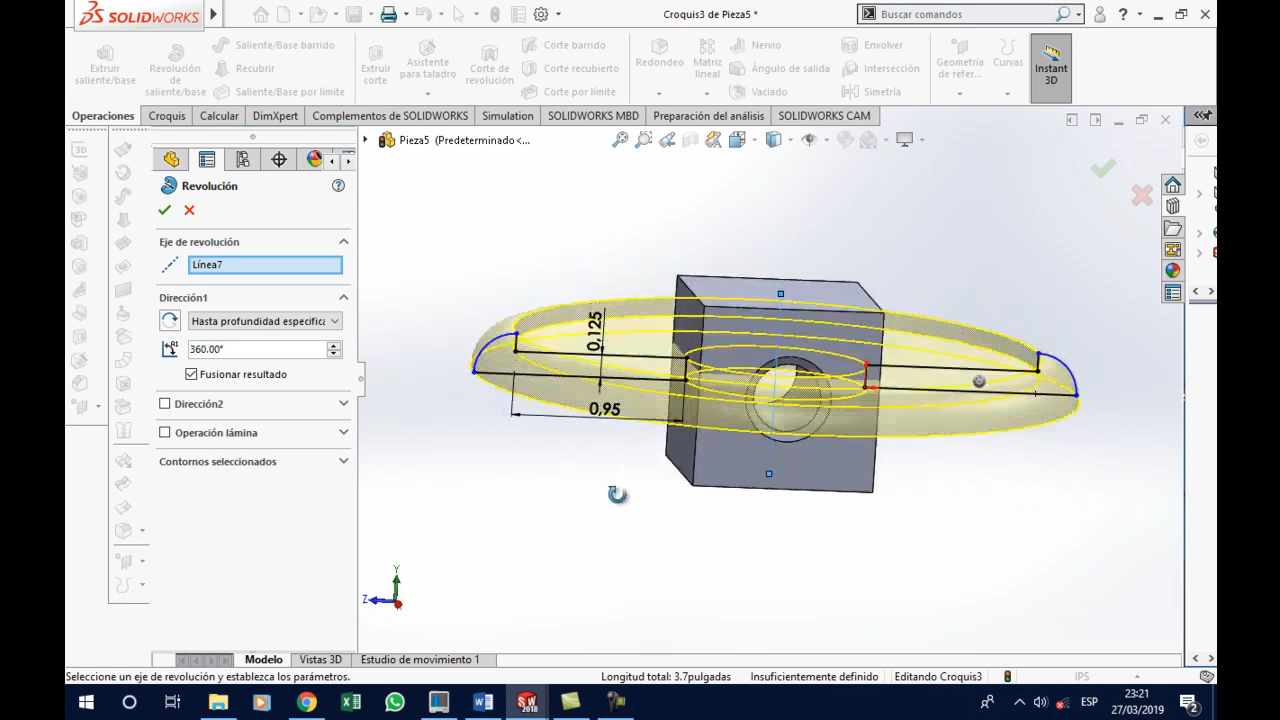 SOLIDWORKS
Croquis3 de Pieza5 *
Buscar comandos
Extruir saliente/base
Revolución de saliente/base
Saliente/Base barrido
Recubrir
Saliente/Base por límite
Extruir corte
Asistente para taladro
Corte de revolución
Corte barrido
Corte recubierto
Corte por límite
Redondeo
Matriz lineal
Nervio
Ángulo de salida
Vaciado
Envolver
Intersección
Simetría
Geometría de refer...
Curvas
Instant 3D
Operaciones
Croquis
Calcular
DimXpert
Complementos de SOLIDWORKS
Simulation
SOLIDWORKS MBD
Preparación del análisis
SOLIDWORKS CAM
Pieza5 (Predeterminado<...
Revolución
Eje de revolución
Línea7
Dirección1
Hasta profundidad especifica
360.00°
Fusionar resultado
Dirección2
Operación lámina
Contornos seleccionados
0,125
0,95
Y
Z
Modelo
Vistas 3D
Estudio de movimiento 1
Seleccione un eje de revolución y establezca los parámetros.
Longitud total: 3.7pulgadas
Insuficientemente definido
Editando Croquis3
IPS
ESP
23:21
27/03/2019
2